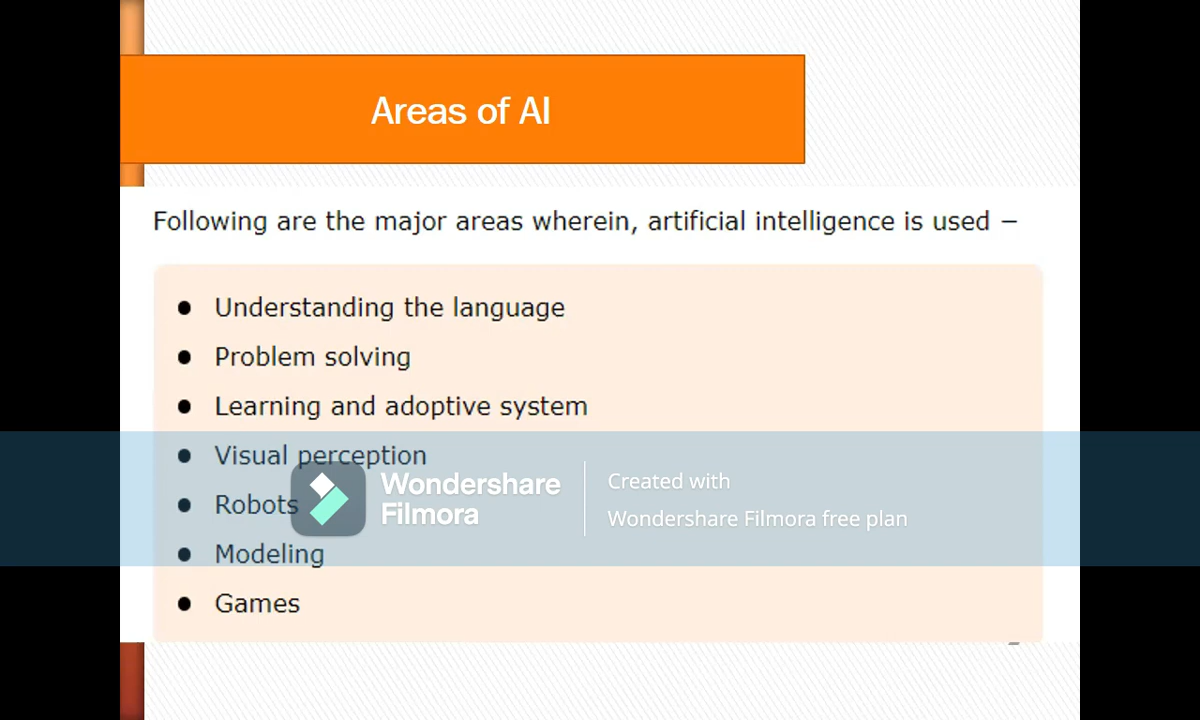 Areas of AI
Following are the major areas wherein, artificial intelligence is used −
● Understanding the language
● Problem solving
● Learning and adoptive system
● Visual perception
● Robots
● Modeling
● Games
Wondershare
Filmora
Created with
Wondershare Filmora free plan